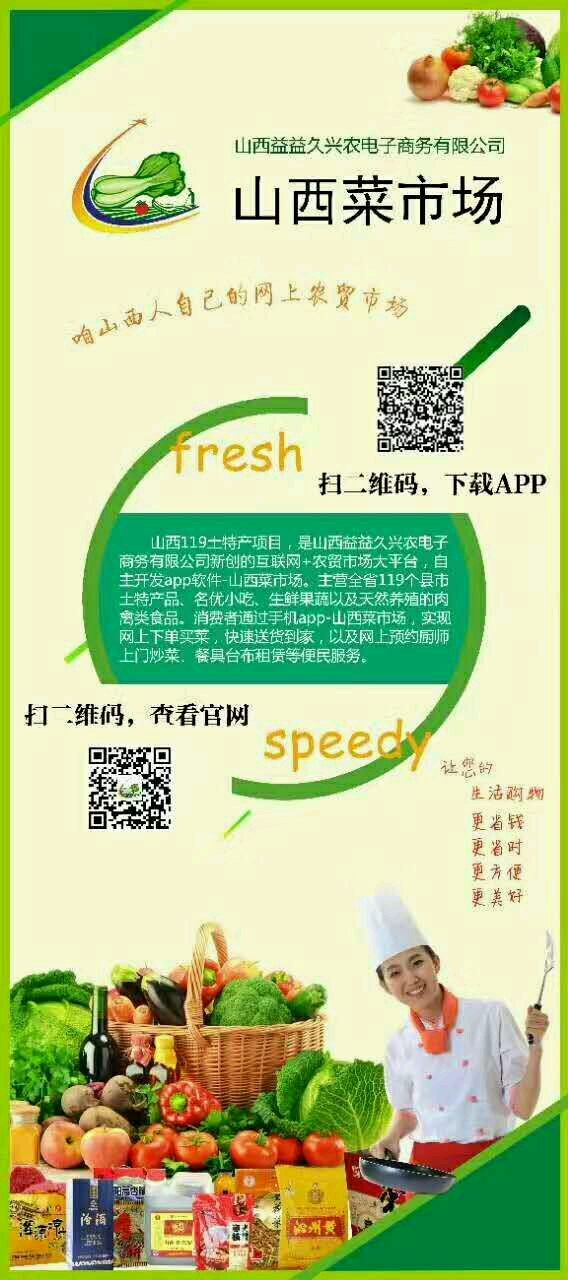 山西益益久兴农电子商务有限公司
山西菜市场
咱山西人自己的网上农贸市场
fresh
扫二维码，下载APP
山西119土特产项目，是山西益益久兴农电子
商务有限公司新创的互联网+农贸市场大平台，自
主开发app软件-山西菜市场。主营全省119个县市
土特产品、名优小吃、生鲜果蔬以及天然养殖的肉
禽类食品。消费者通过手机app-山西菜市场，实现
网上下单买菜，快速送货到家，以及网上预约厨师
上门炒菜、餐具台布租赁等便民服务。
扫二维码，查看官网
speedy
让您的
生活购物
更省钱
更省时
更方便
更美好
汾酒
沁州黄